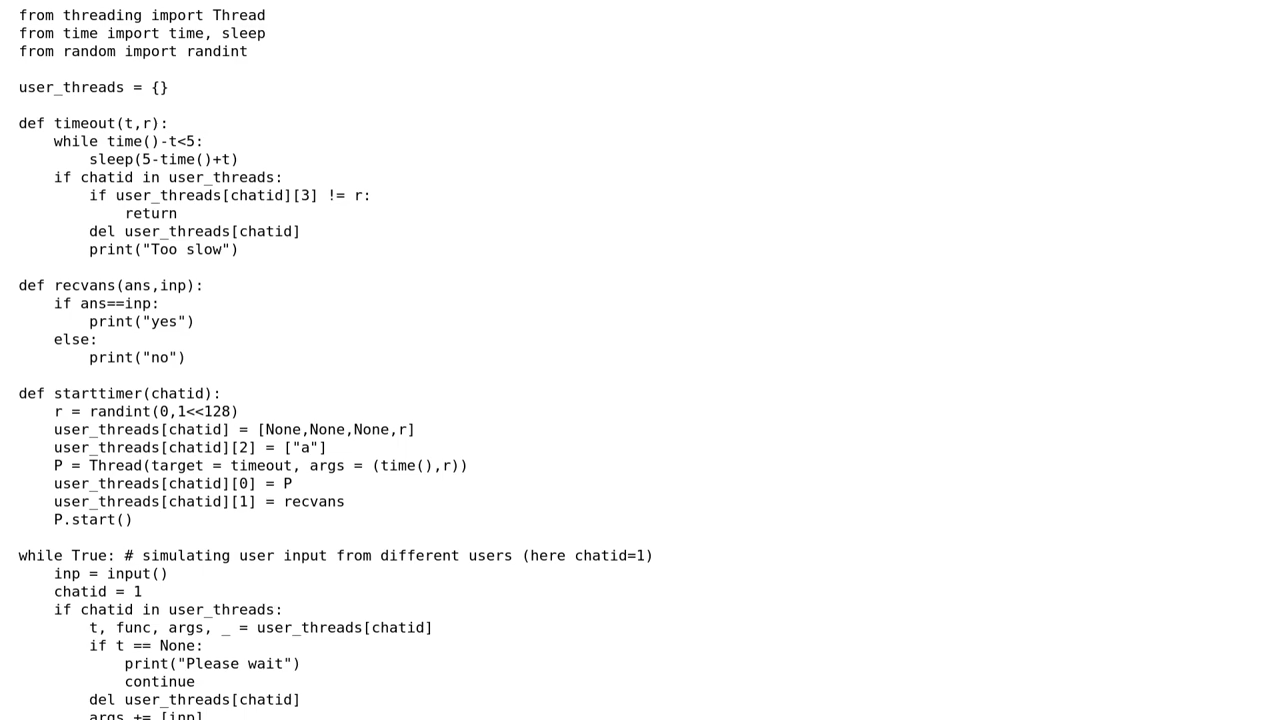 from threading import Thread
from time import time, sleep
from random import randint

user_threads = {}

def timeout(t,r):
    while time()-t<5:
        sleep(5-time()+t)
    if chatid in user_threads:
        if user_threads[chatid][3] != r:
            return
        del user_threads[chatid]
        print("Too slow")

def recvans(ans,inp):
    if ans==inp:
        print("yes")
    else:
        print("no")

def starttimer(chatid):
    r = randint(0,1<<128)
    user_threads[chatid] = [None,None,None,r]
    user_threads[chatid][2] = ["a"]
    P = Thread(target = timeout, args = (time(),r))
    user_threads[chatid][0] = P
    user_threads[chatid][1] = recvans
    P.start()

while True: # simulating user input from different users (here chatid=1)
    inp = input()
    chatid = 1
    if chatid in user_threads:
        t, func, args, _ = user_threads[chatid]
        if t == None:
            print("Please wait")
            continue
        del user_threads[chatid]
        args += [inp]